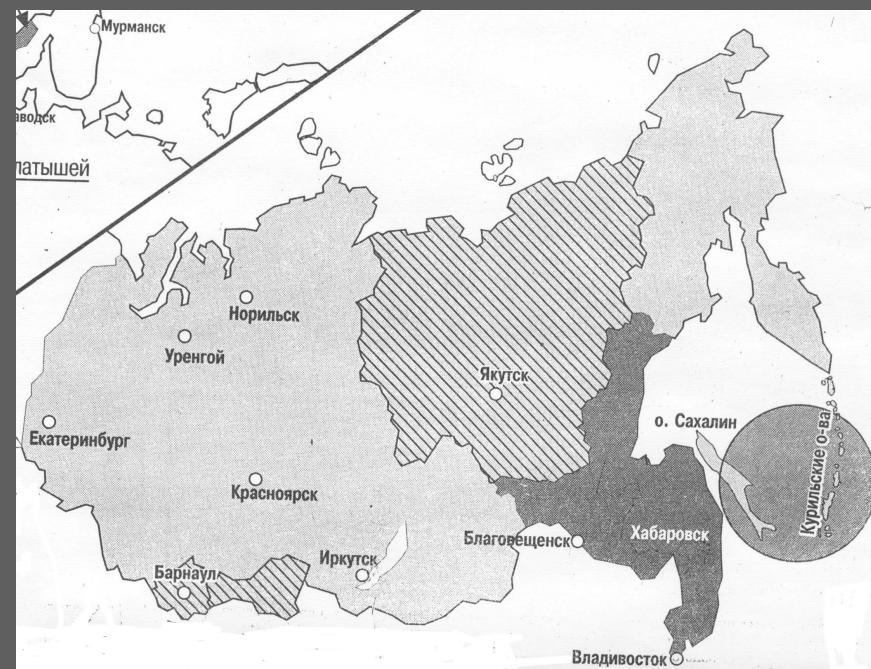 Мурманск
аводск
латышей
Норильск
Уренгой
Якутск
о. Сахалин
Курильские о-ва
Екатеринбург
Красноярск
Благовещенск
Хабаровск
Иркутск
Барнаул
Владивосток